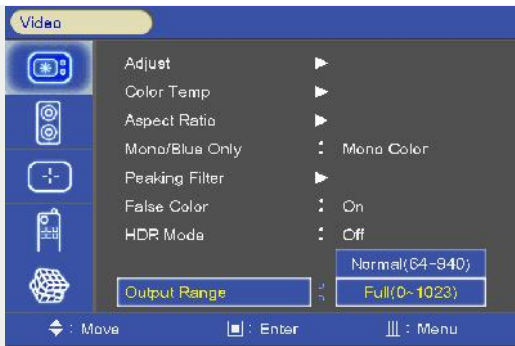 Video
Adjust ▶
Color Temp ▶
Aspect Ratio ▶
Mono/Blue Only : Mono Color
Peaking Filter ▶
False Color : On
HDR Mode : Off
Normal(64~940)
Output Range : Full(0~1023)
: Move : Enter : Menu